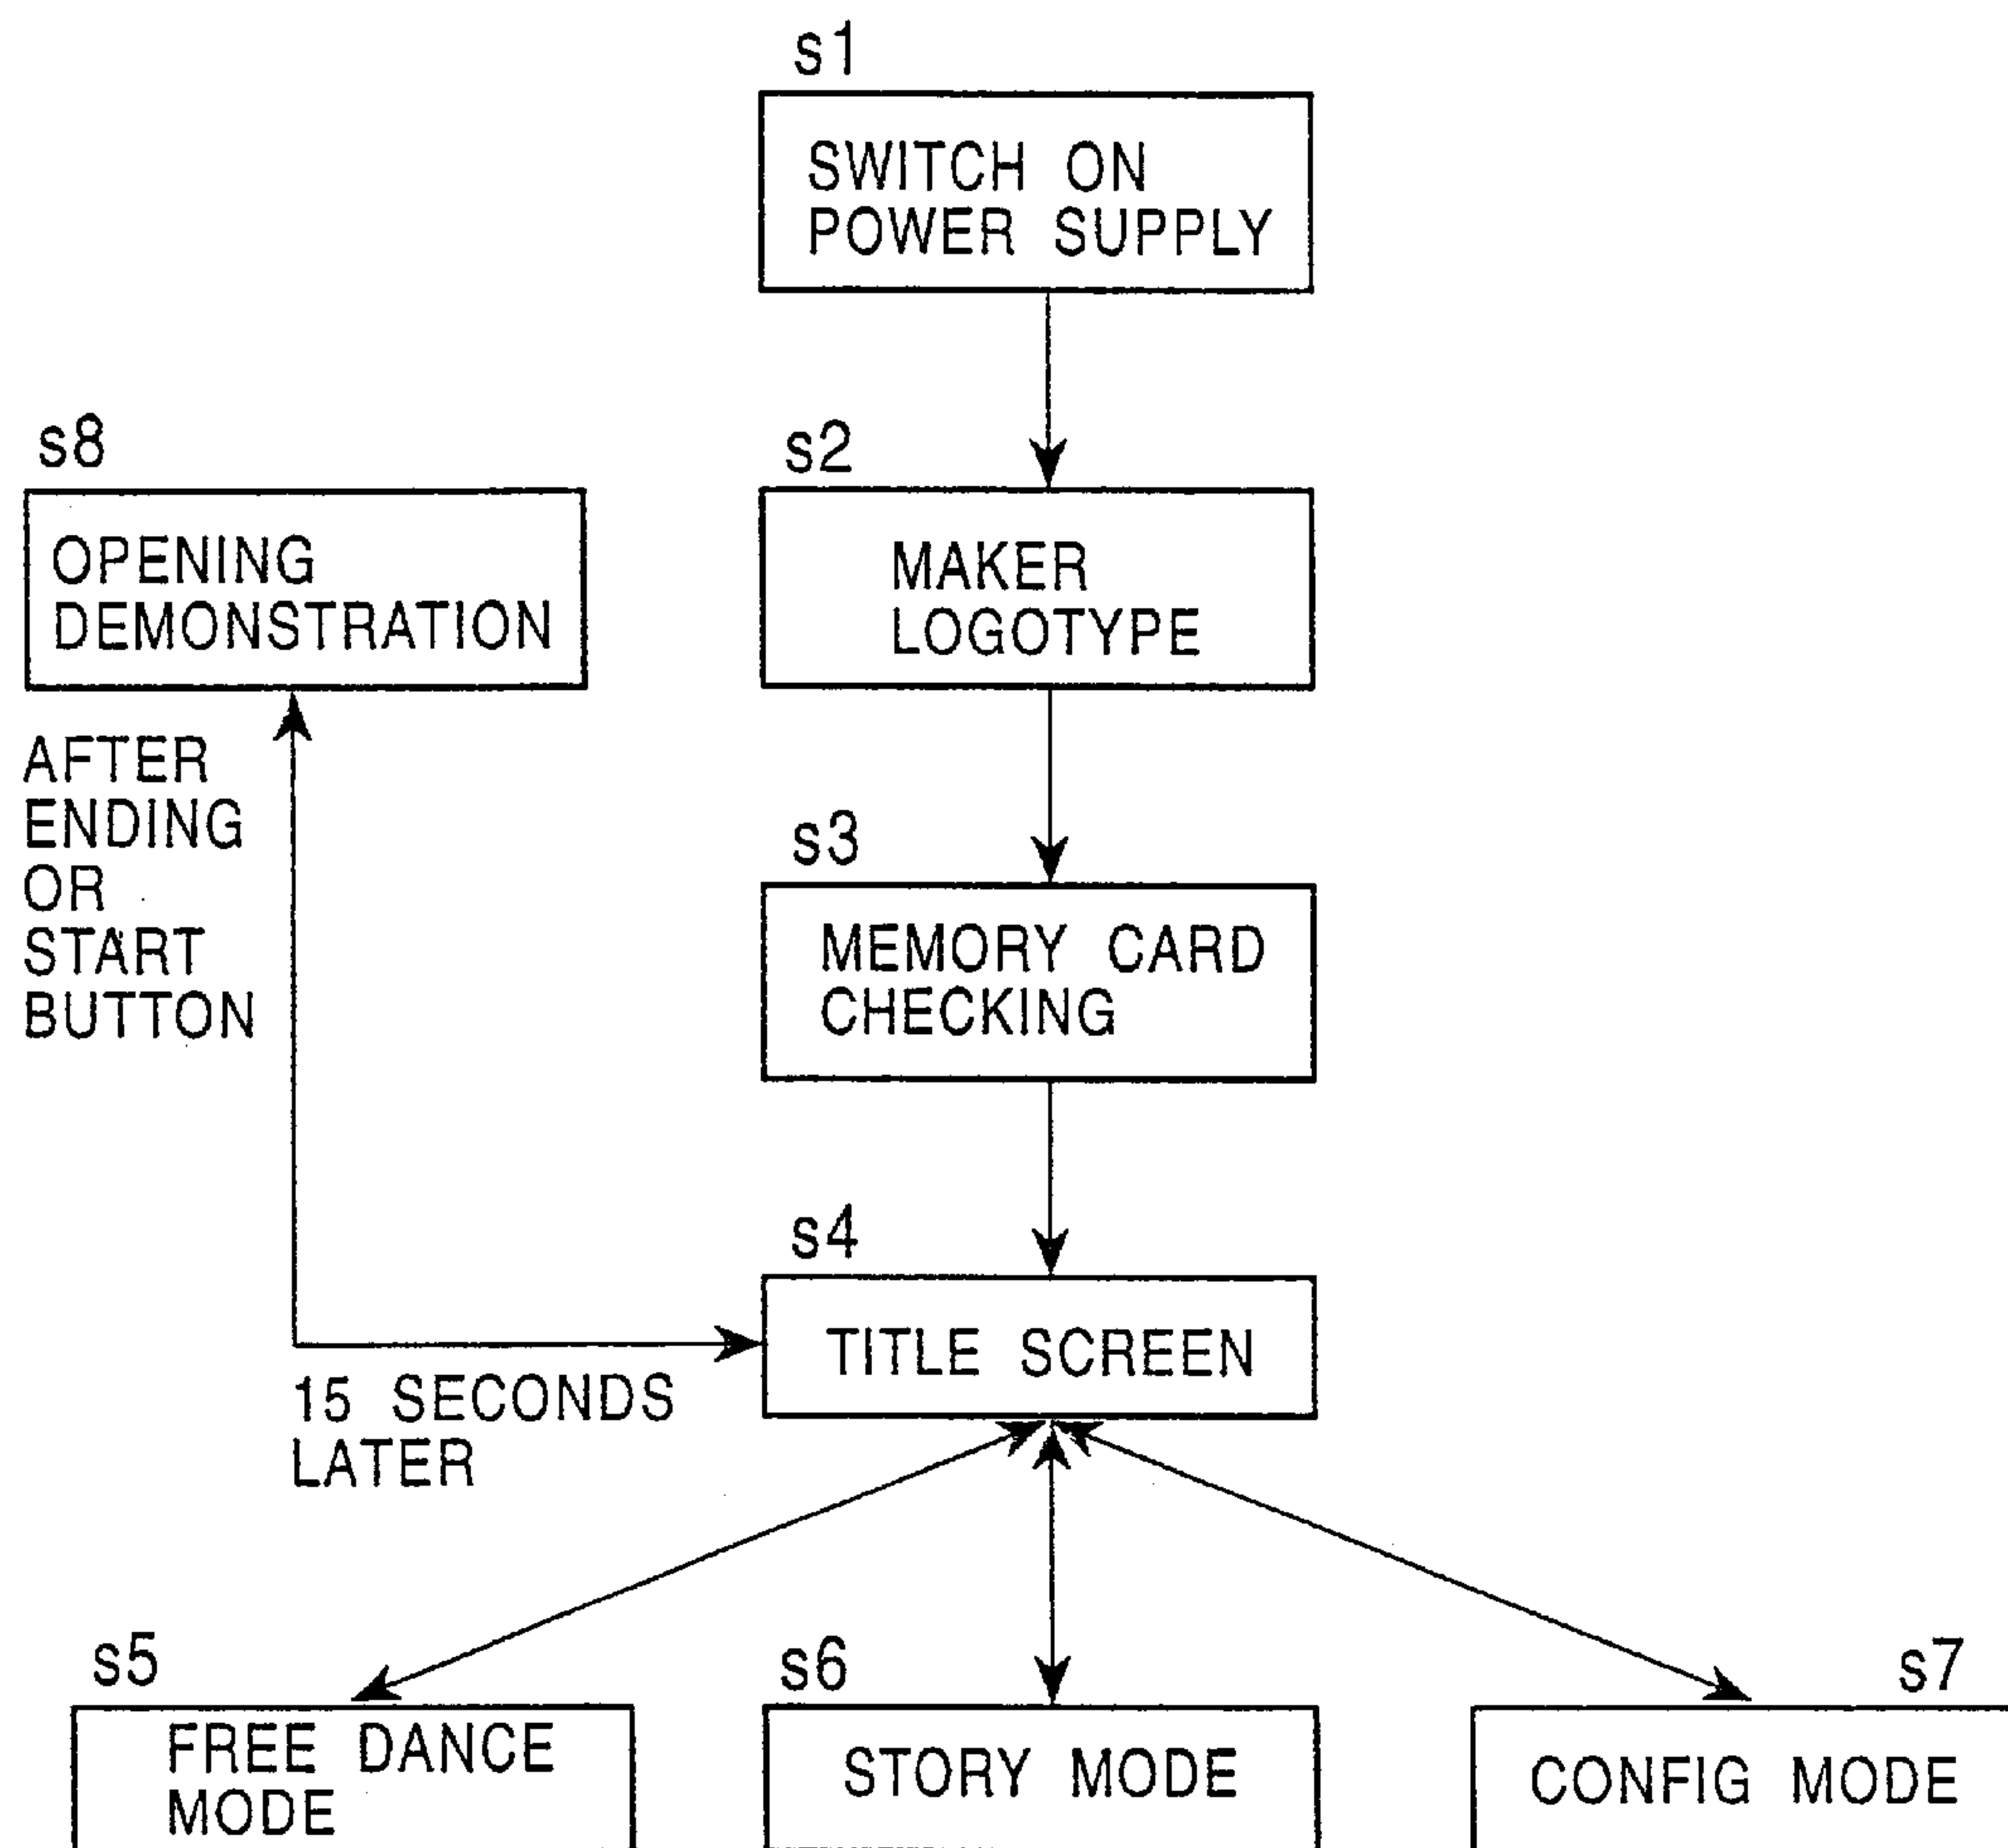 s1
SWITCH ON
POWER SUPPLY
s8
OPENING
DEMONSTRATION
s2
MAKER
LOGOTYPE
AFTER
ENDING
OR
START
BUTTON
s3
MEMORY CARD
CHECKING
s4
TITLE SCREEN
15 SECONDS
LATER
s5
FREE DANCE
MODE
s6
STORY MODE
s7
CONFIG MODE